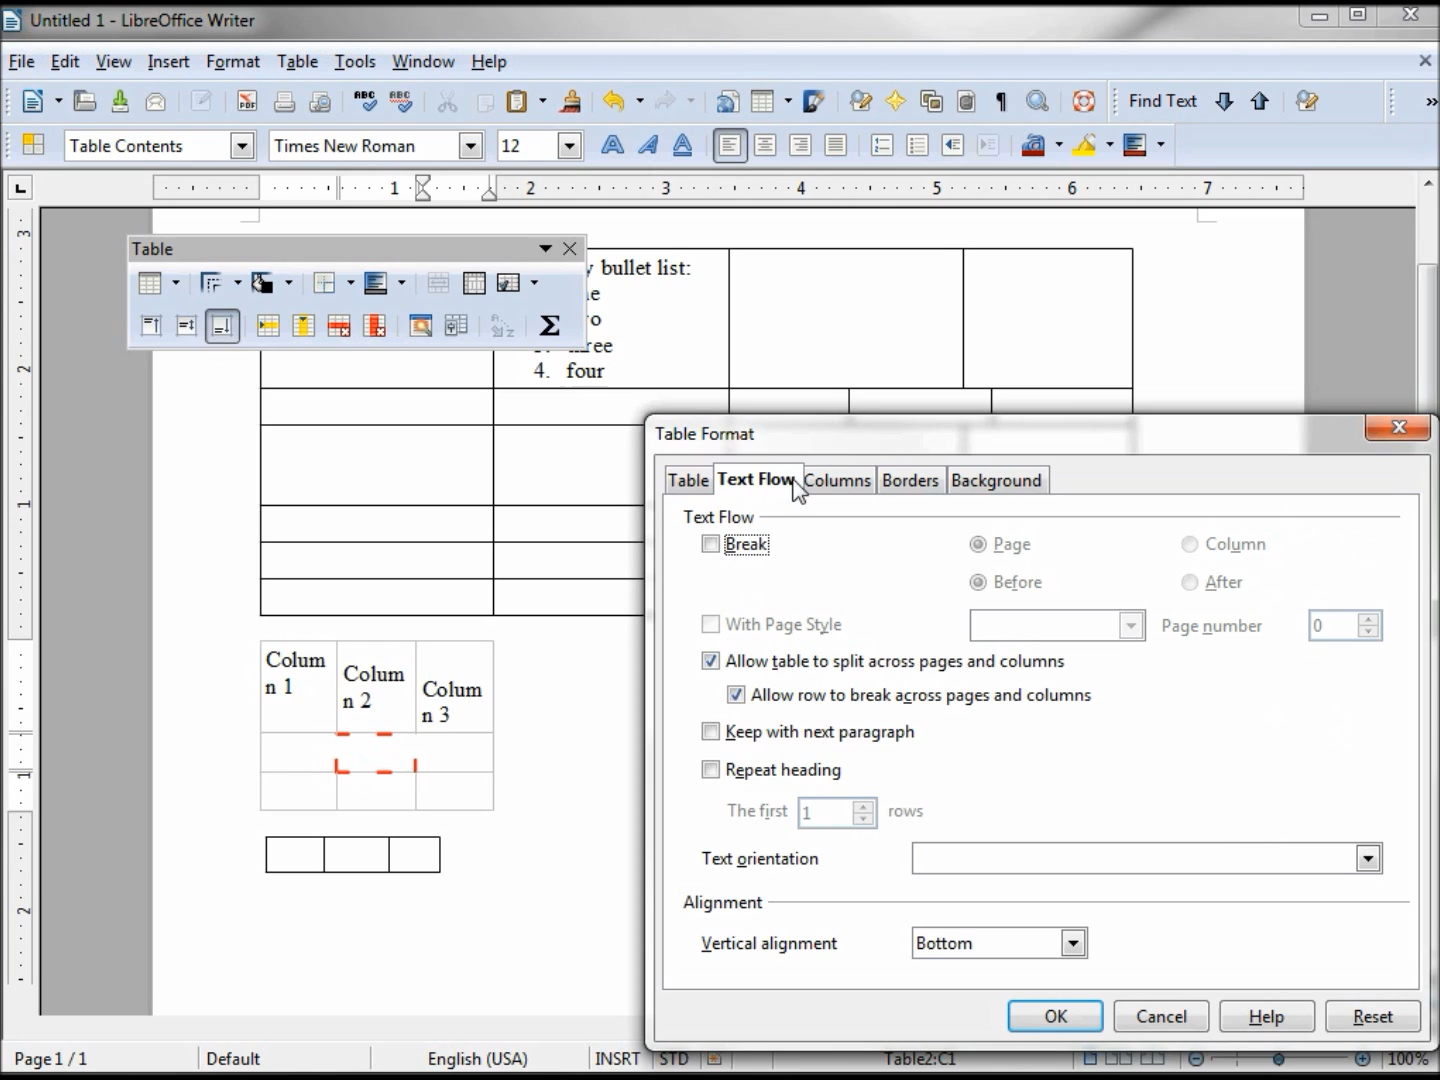 Untitled 1 - LibreOffice Writer
File Edit View Insert Format Table Tools Window Help
Find Text
Table Contents Times New Roman 12
1 2 3 4 5 6 7
Table
y bullet list:
4. four
Colum
n 1
Colum
n 2
Colum
n 3
Table Format
Table Text Flow Columns Borders Background
Text Flow
Break Page Column
Before After
With Page Style Page number 0
Allow table to split across pages and columns
Allow row to break across pages and columns
Keep with next paragraph
Repeat heading
The first 1 rows
Text orientation
Alignment
Vertical alignment Bottom
OK Cancel Help Reset
Page 1 / 1 Default English (USA) INSRT STD Table2:C1 100%